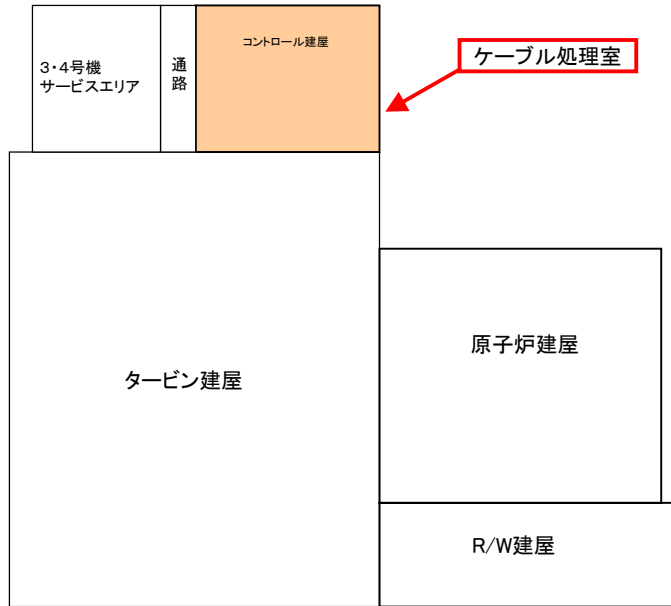 コントロール建屋
ケーブル処理室
3・4号機
サービスエリア
通
路
原子炉建屋
タービン建屋
R/W建屋